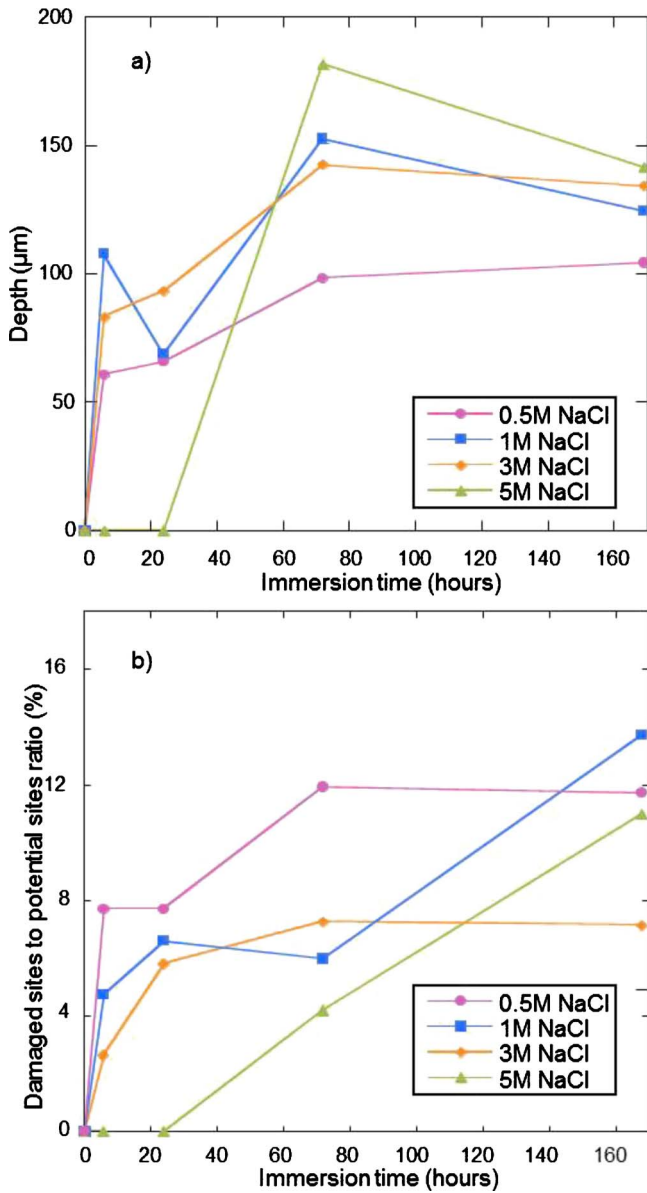 200
a)
150
100
50
0
Depth (µm)
0.5M NaCl
1M NaCl
3M NaCl
5M NaCl
0 20 40 60 80 100 120 140 160
Immersion time (hours)
16
b)
12
8
4
0
Damaged sites to potential sites ratio (%)
0.5M NaCl
1M NaCl
3M NaCl
5M NaCl
0 20 40 60 80 100 120 140 160
Immersion time (hours)